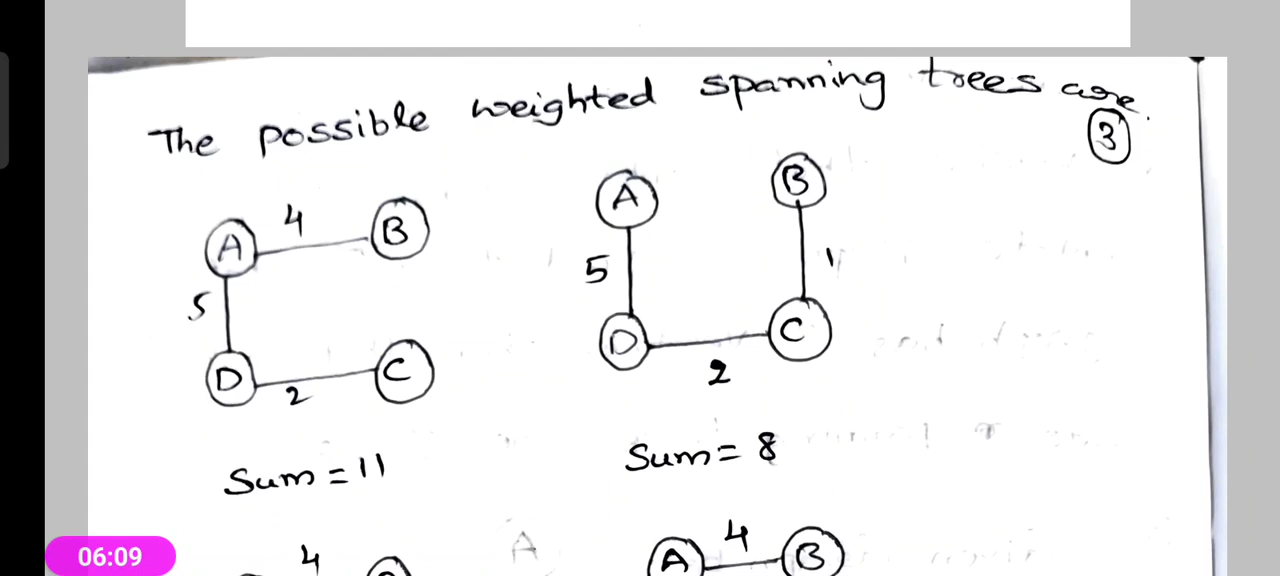 The possible weighted spanning trees are.
3
A 4 B
5
D 2 C
A B
5 1
D 2 C
Sum = 11
Sum = 8
4
A 4 B
06:09